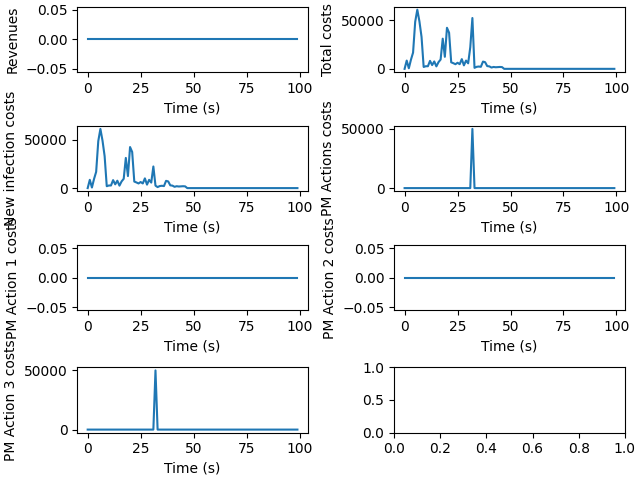 Revenues
0.05
0.00
−0.05
0 25 50 75 100
Time (s)
Total costs
50000
0
0 25 50 75 100
Time (s)
New infection costs
50000
0
0 25 50 75 100
Time (s)
PM Actions costs
50000
0
0 25 50 75 100
Time (s)
PM Action 1 costs
0.05
0.00
−0.05
0 25 50 75 100
Time (s)
PM Action 2 costs
0.05
0.00
−0.05
0 25 50 75 100
Time (s)
PM Action 3 costs
50000
0
0 25 50 75 100
Time (s)
1.0
0.5
0.0
0.0 0.2 0.4 0.6 0.8 1.0